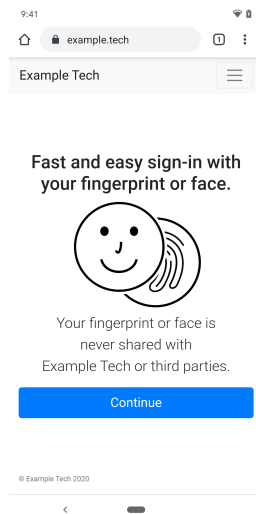 9:41
example.tech
1
Example Tech
Fast and easy sign-in with
your fingerprint or face.
Your fingerprint or face is
never shared with
Example Tech or third parties.
Continue
© Example Tech 2020